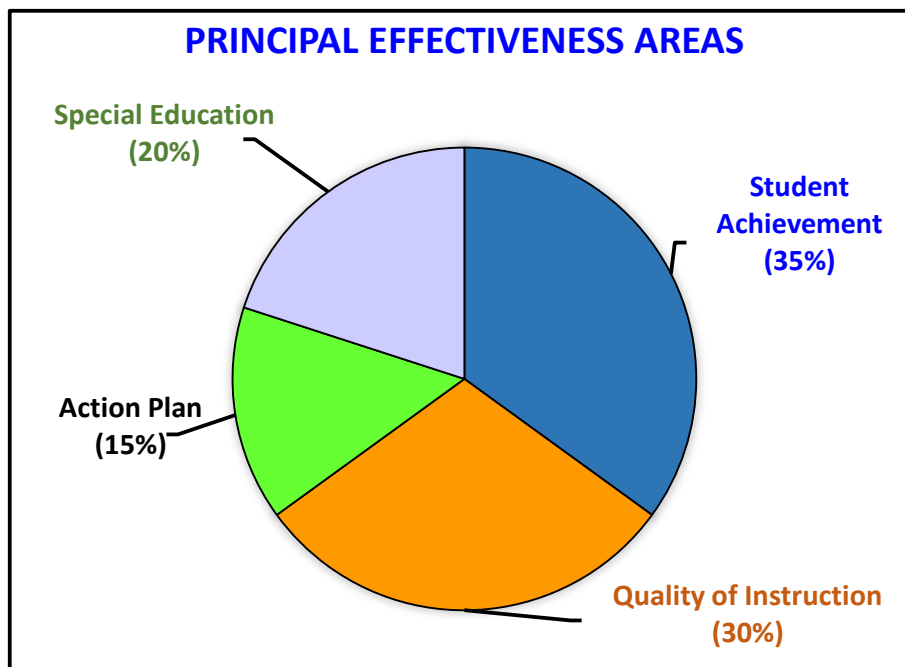 PRINCIPAL EFFECTIVENESS AREAS
Special Education
(20%)
Student
Achievement
(35%)
Action Plan
(15%)
Quality of Instruction
(30%)